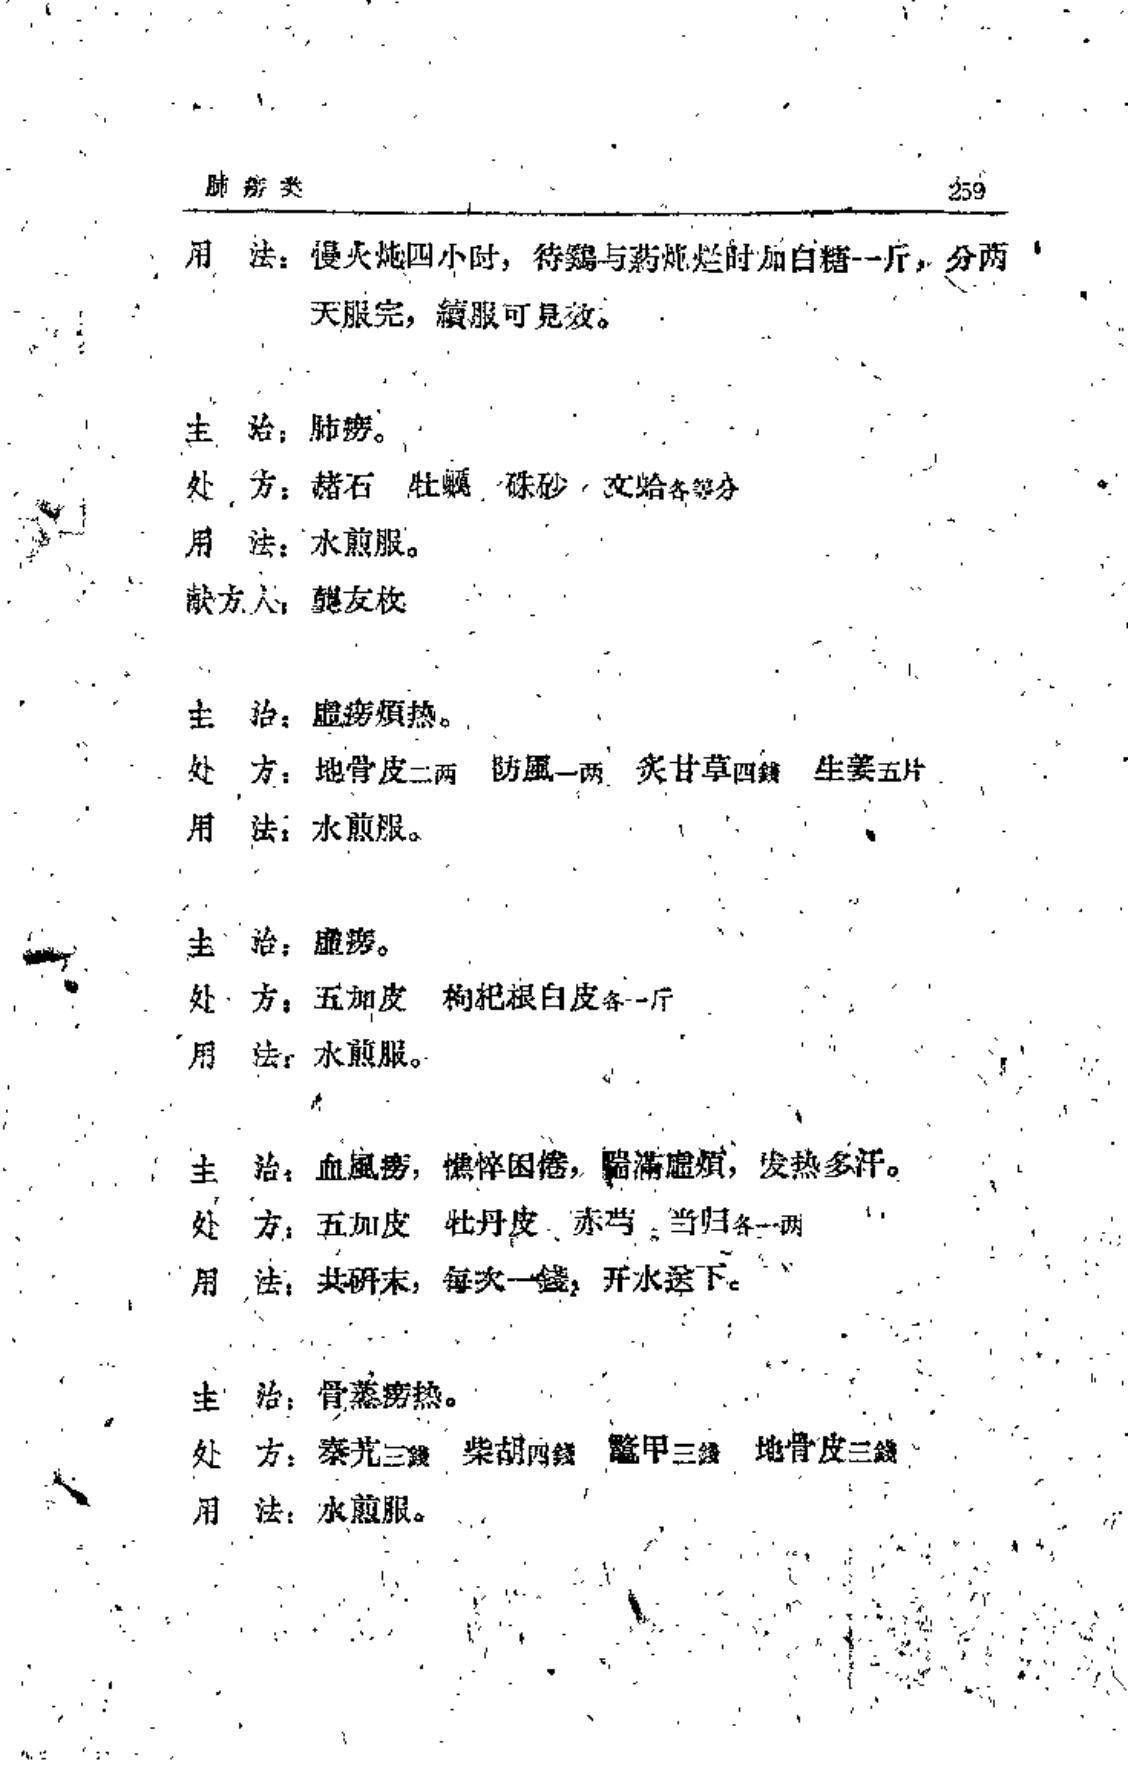 肺痨类 259
用 法：慢火炖四小时，待鷄与葯炖烂时加白糖一斤，分两
天服完，續服可見效。
主 治：肺痨。
处 方：赭石 牡蠣 硃砂 文蛤各等分
用 法：水煎服。
献方人：龔友枚
主 治：虛痨煩热。
处 方：地骨皮二两 防風一两 炙甘草四錢 生姜五片
用 法：水煎服。
主 治：虛痨。
处 方：五加皮 枸杞根白皮各一斤
用 法：水煎服。
主 治：血風痨，憔悴困倦，喘滿虛煩，发热多汗。
处 方：五加皮 牡丹皮 赤芍 当归各一两
用 法：共研末，每次一錢，开水送下。
主 治：骨蒸痨热。
处 方：秦艽三錢 柴胡四錢 鼈甲三錢 地骨皮三錢
用 法：水煎服。